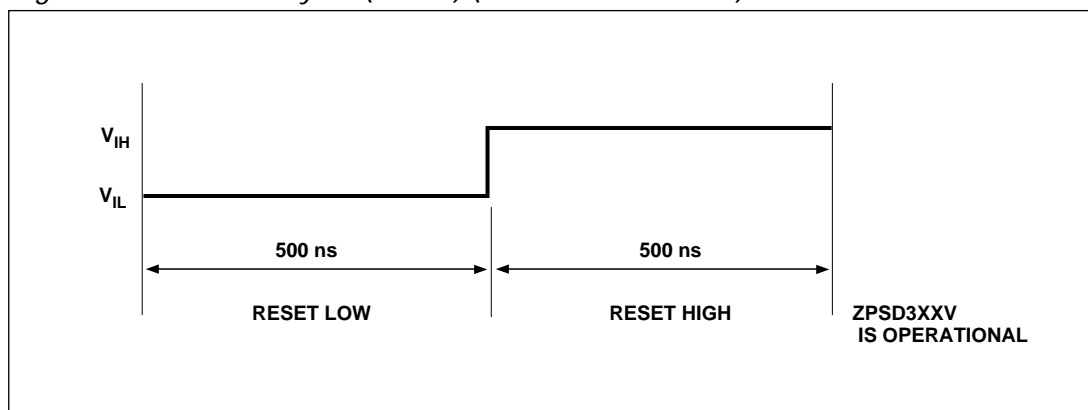 V_IH
V_IL
500 ns
500 ns
RESET LOW
RESET HIGH
ZPSD3XXV
IS OPERATIONAL